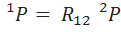 ¹P = R₁₂ ²P